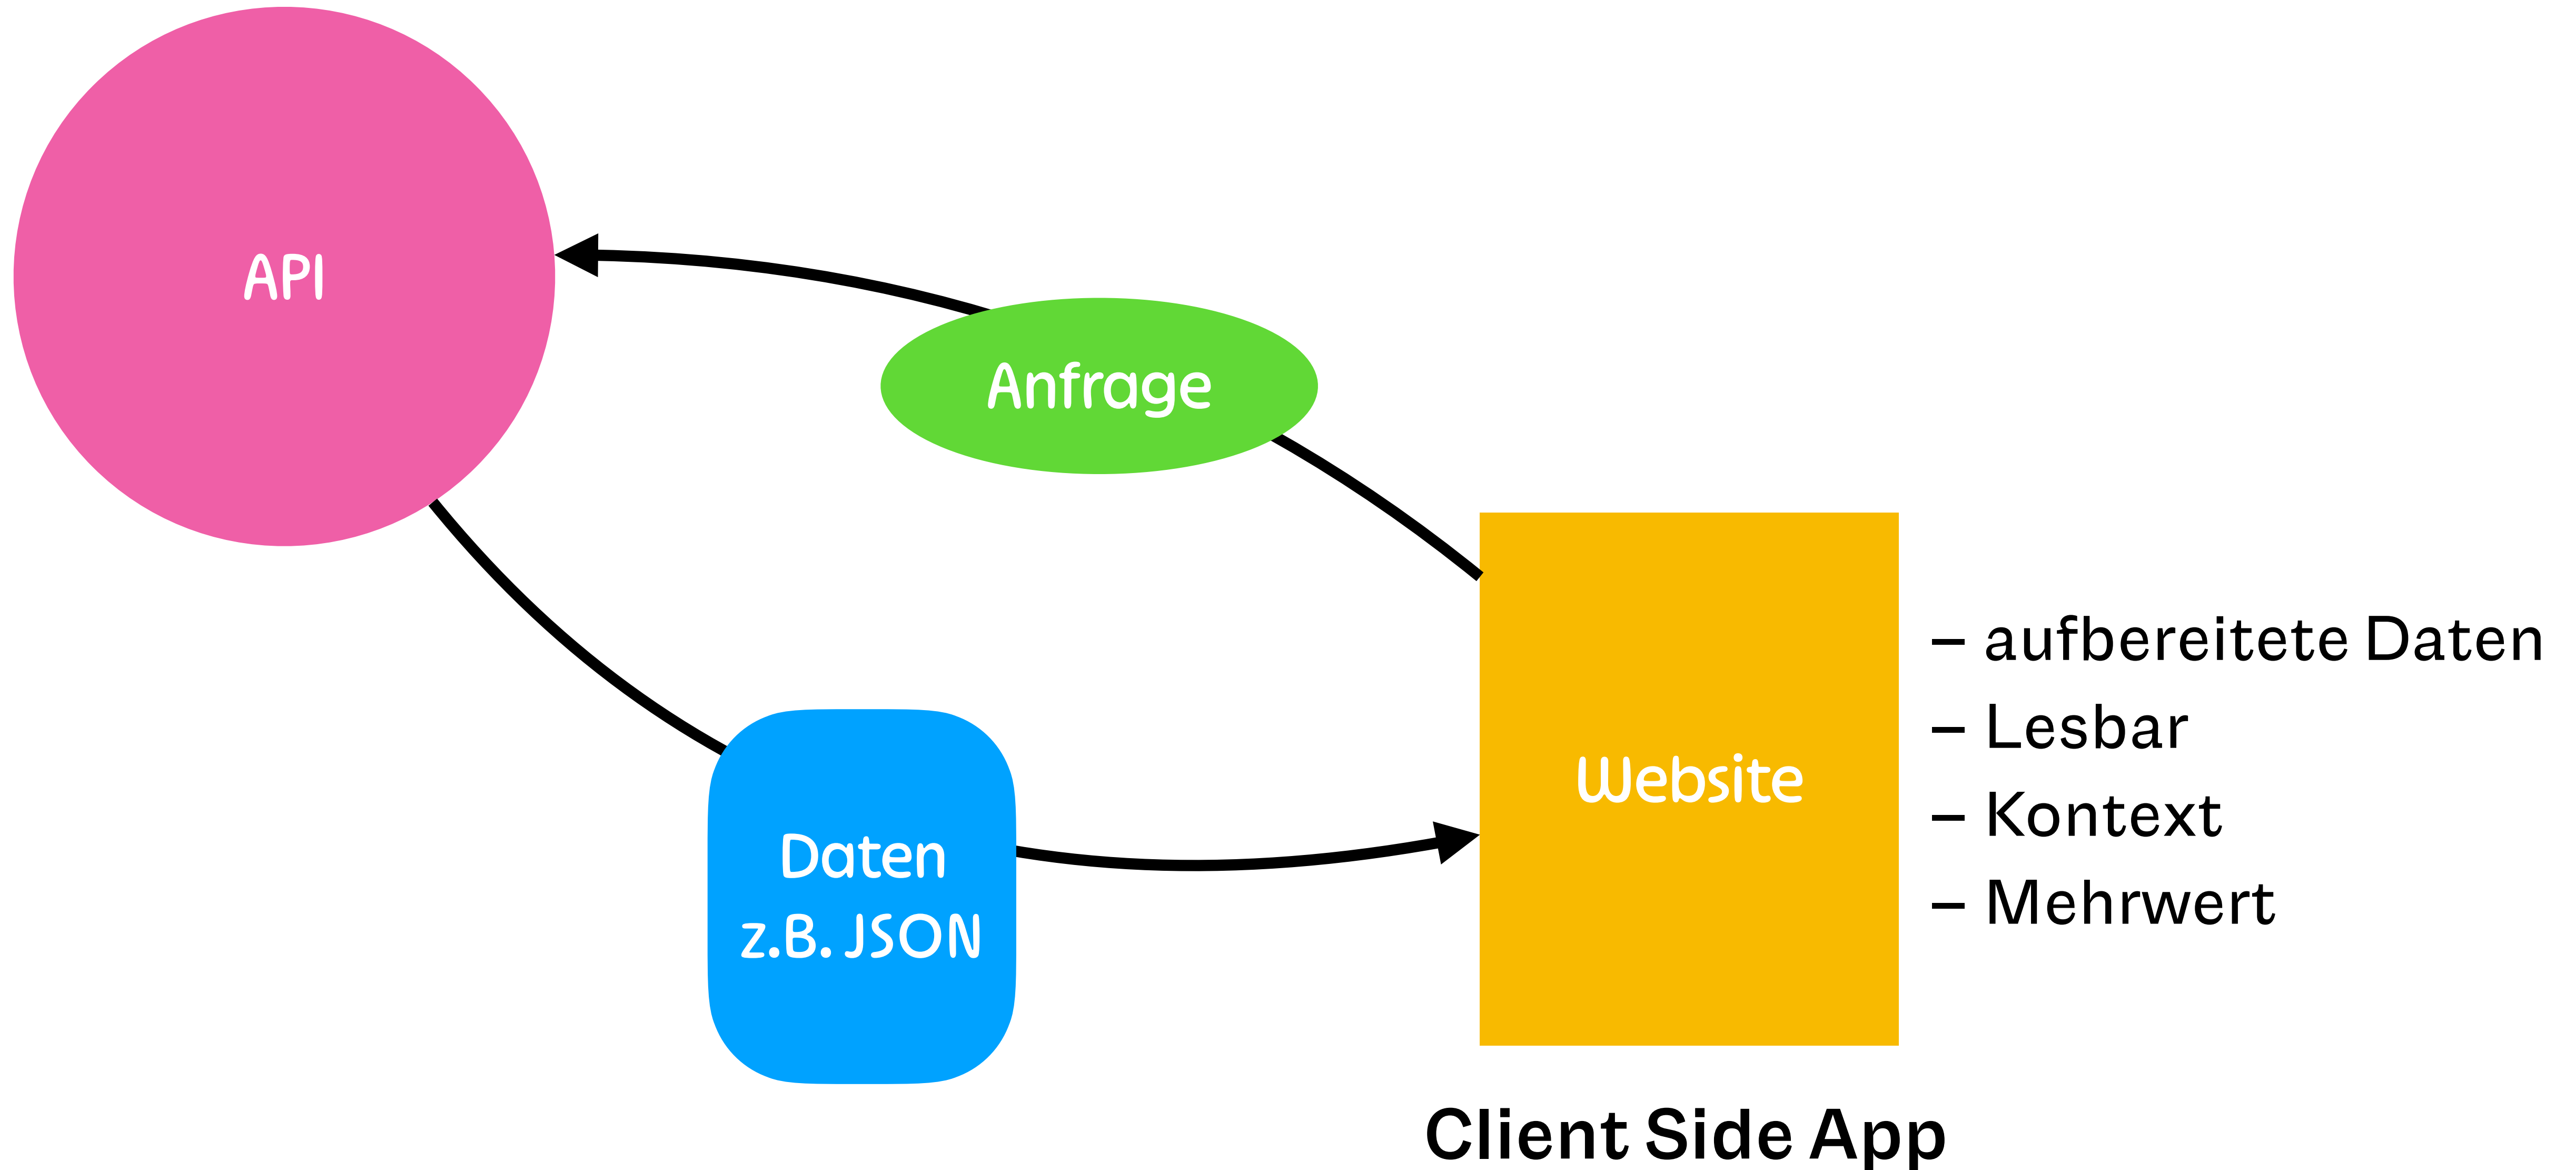 API
Anfrage
Daten
z.B. JSON
Website
– aufbereitete Daten
– Lesbar
– Kontext
– Mehrwert
Client Side App